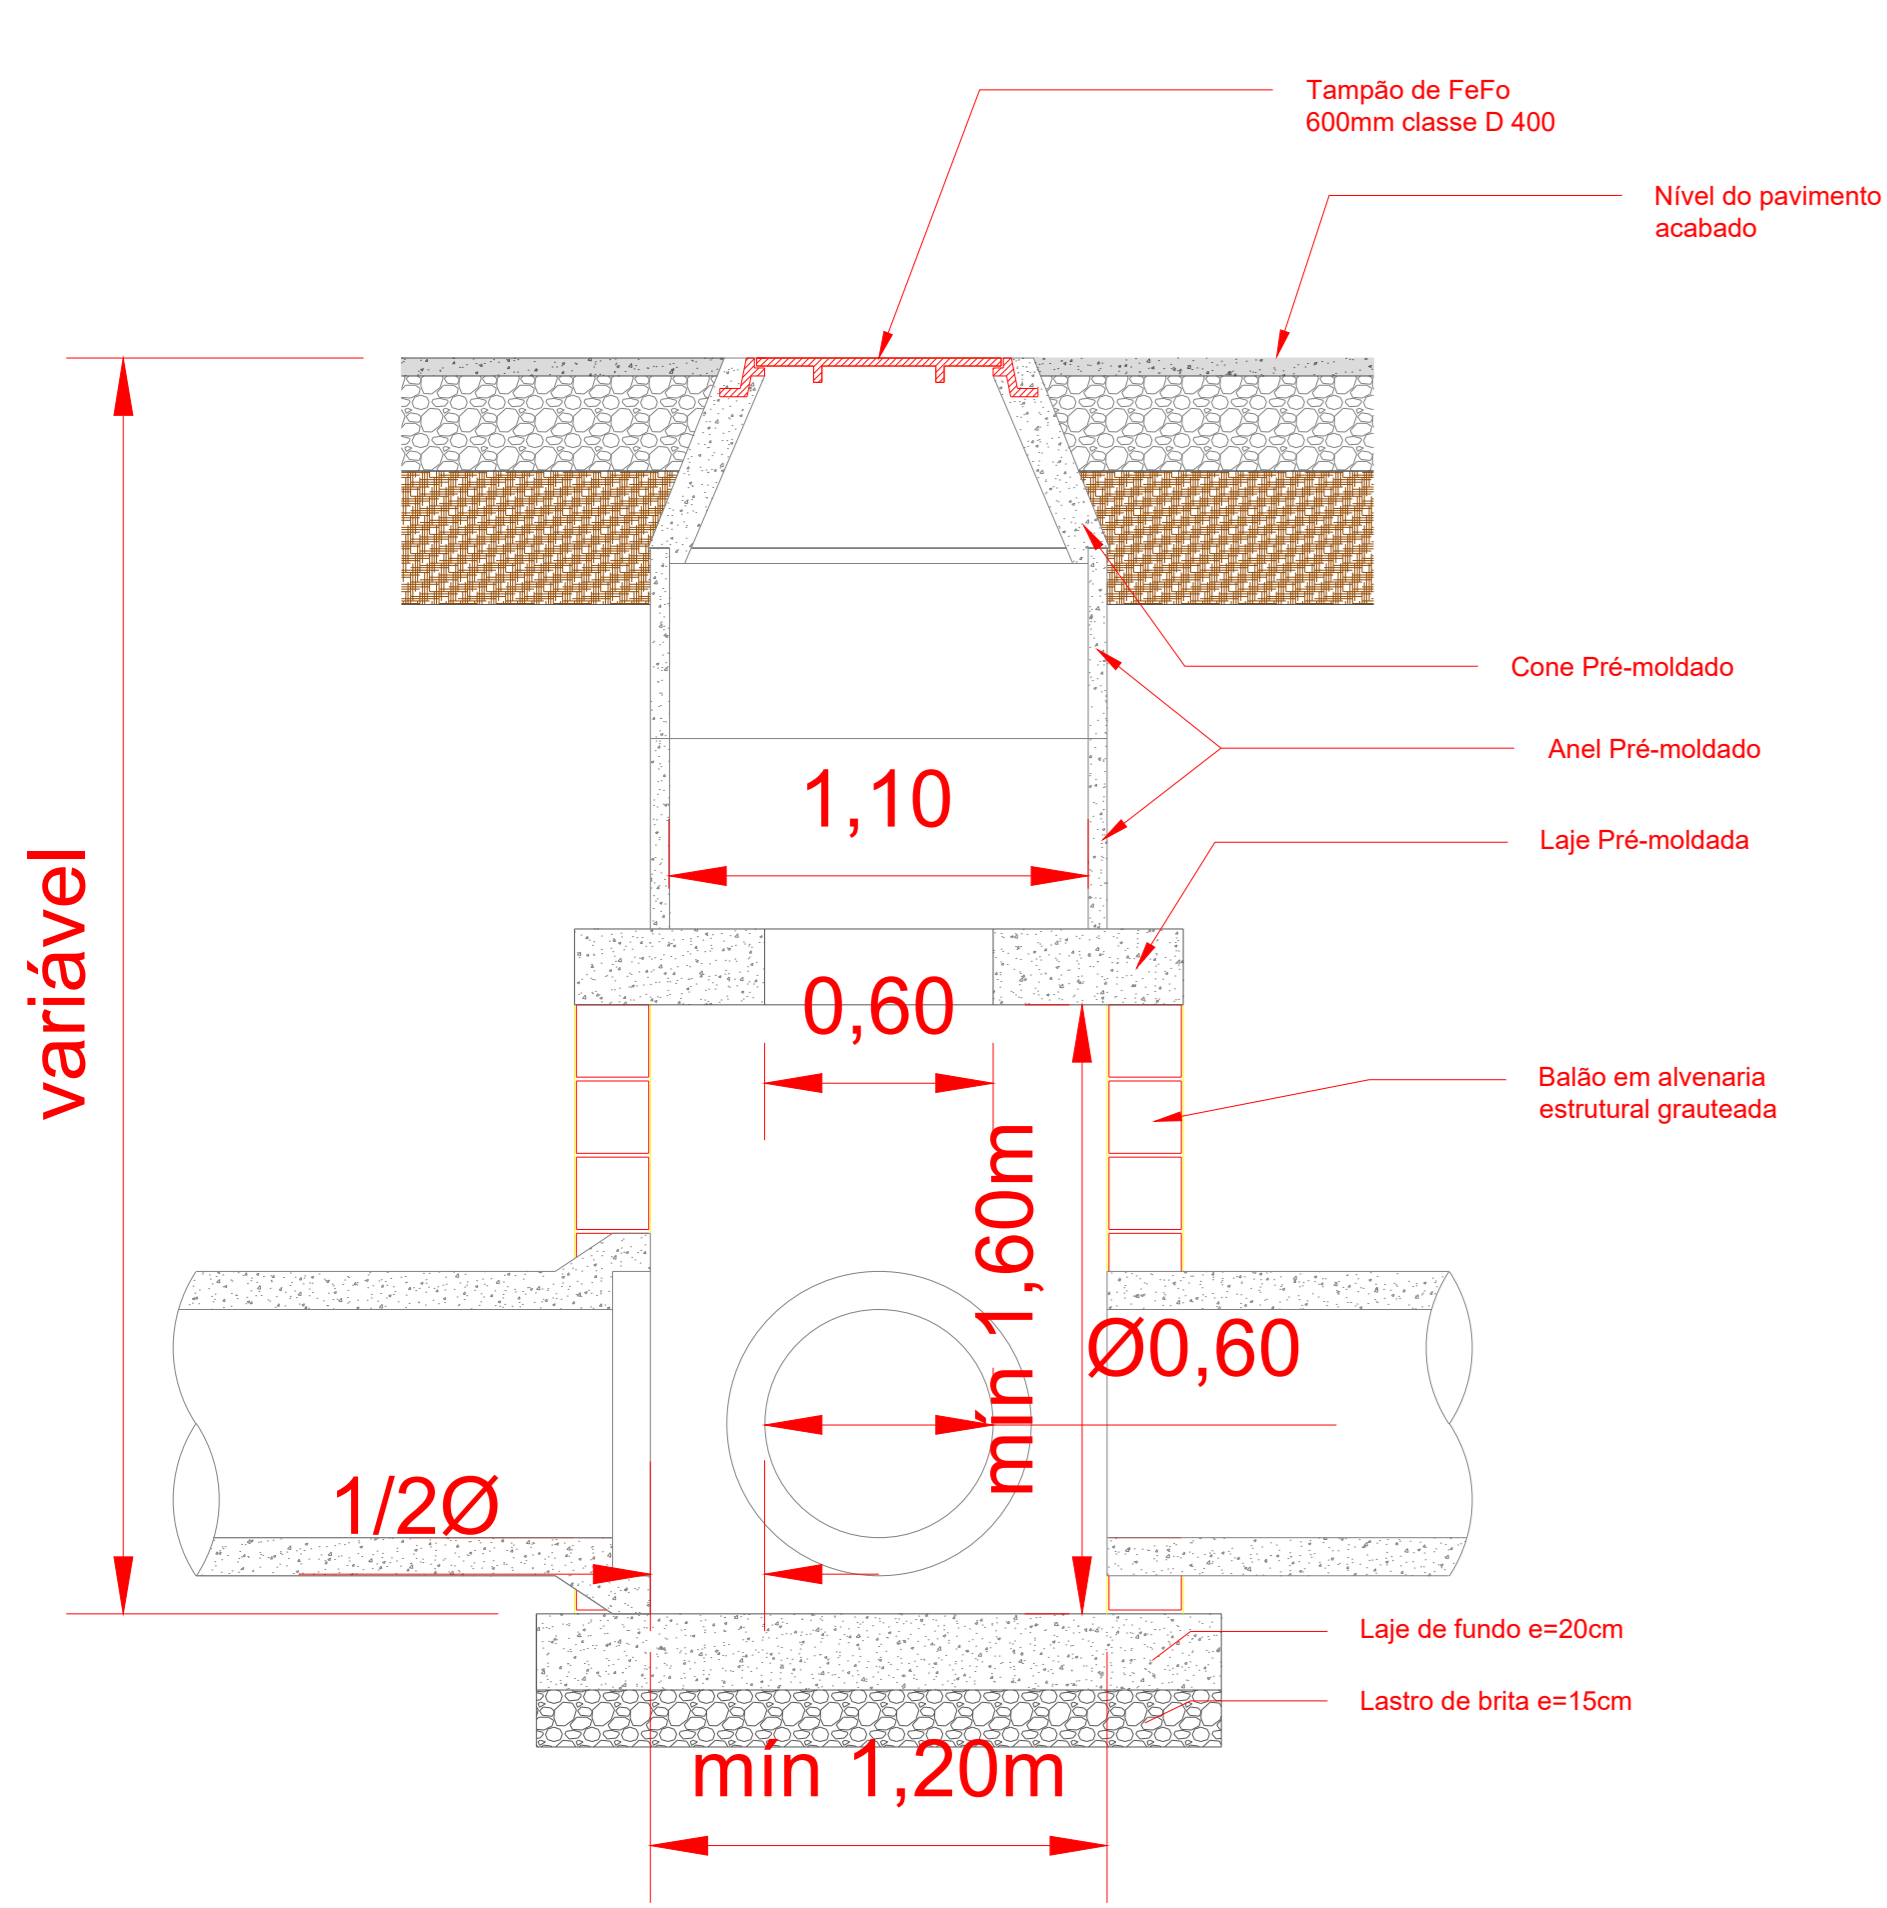 Tampão de FeFo
600mm classe D 400
Nível do pavimento
acabado
Cone Pré-moldado
Anel Pré-moldado
1,10
Laje Pré-moldada
variável
0,60
Balão em alvenaria
estrutural grauteada
mín 1,60m
Ø0,60
1/2Ø
Laje de fundo e=20cm
Lastro de brita e=15cm
mín 1,20m